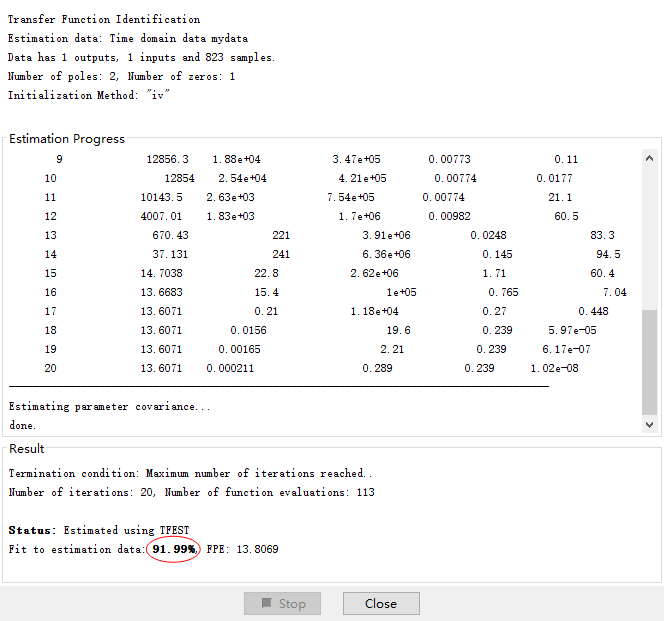 Transfer Function Identification
Estimation data: Time domain data mydata
Data has 1 outputs, 1 inputs and 823 samples.
Number of poles: 2, Number of zeros: 1
Initialization Method: "iv"
Estimation Progress
9 12856.3 1.88e+04 3.47e+05 0.00773 0.11
10 12854 2.54e+04 4.21e+05 0.00774 0.0177
11 10143.5 2.63e+03 7.54e+05 0.00774 21.1
12 4007.01 1.83e+03 1.7e+06 0.00982 60.5
13 670.43 221 3.91e+06 0.0248 83.3
14 37.131 241 6.36e+06 0.145 94.5
15 14.7038 22.8 2.62e+06 1.71 60.4
16 13.6683 15.4 1e+05 0.765 7.04
17 13.6071 0.21 1.18e+04 0.27 0.448
18 13.6071 0.0156 19.6 0.239 5.97e-05
19 13.6071 0.00165 2.21 0.239 6.17e-07
20 13.6071 0.000211 0.289 0.239 1.02e-08
Estimating parameter covariance...
done.
Result
Termination condition: Maximum number of iterations reached..
Number of iterations: 20, Number of function evaluations: 113
Status: Estimated using TFEST
Fit to estimation data: 91.99%, FPE: 13.8069
Stop
Close